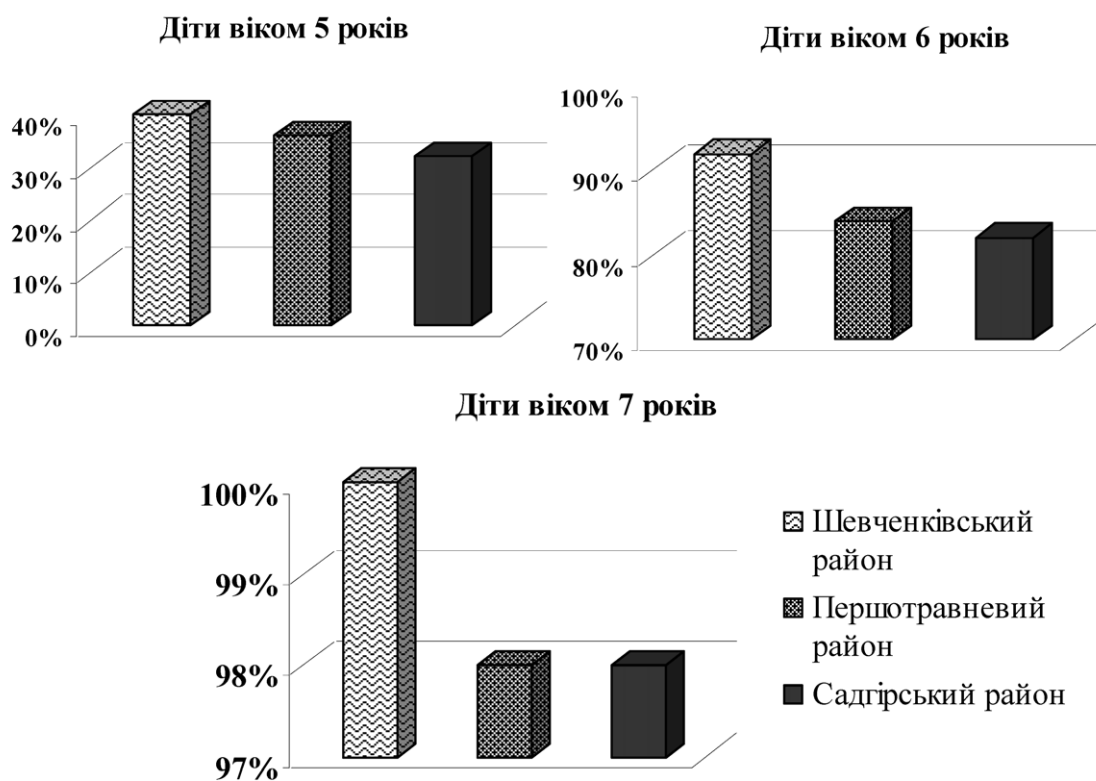 Діти віком 5 років
40%
30%
20%
10%
0%
Діти віком 6 років
100%
90%
80%
70%
Діти віком 7 років
100%
99%
98%
97%
Шевченківський
район
Першотравневий
район
Садгірський район